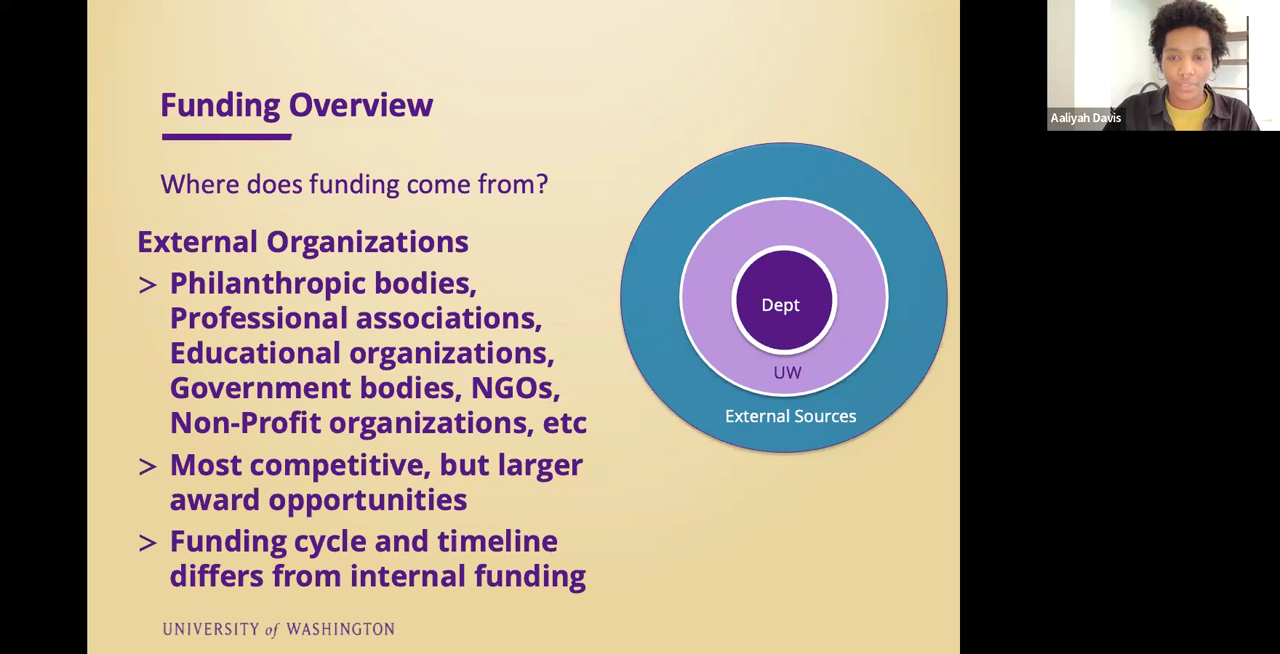 Funding Overview
Where does funding come from?
External Organizations
> Philanthropic bodies,
Professional associations,
Educational organizations,
Government bodies, NGOs,
Non-Profit organizations, etc
> Most competitive, but larger
award opportunities
> Funding cycle and timeline
differs from internal funding
UNIVERSITY of WASHINGTON
Dept
UW
External Sources
Aaliyah Davis